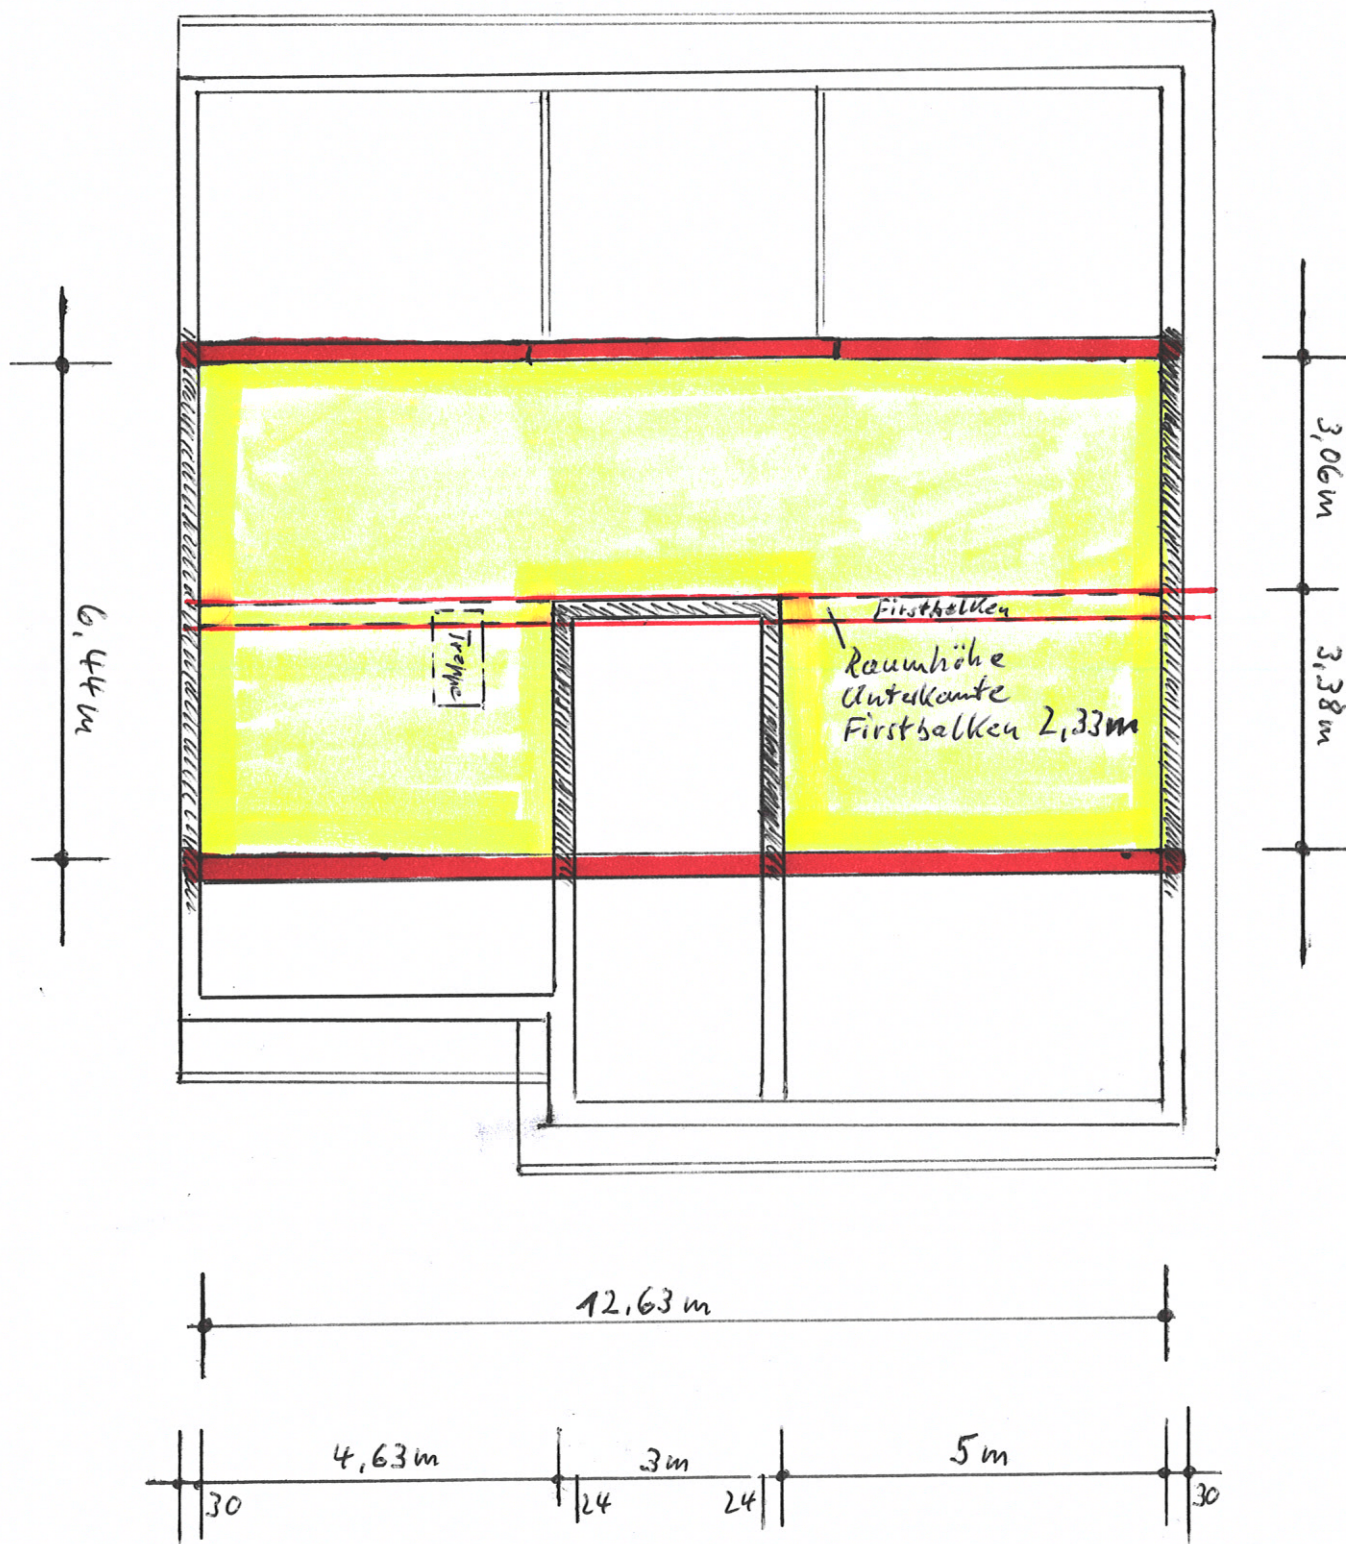 3,06m
6,44m
3,38m
Treppe
Firstbalken
Raumhöhe
Unterkante
Firstbalken 2,33m
12,63m
4,63m
3m
5m
30
24
24
30